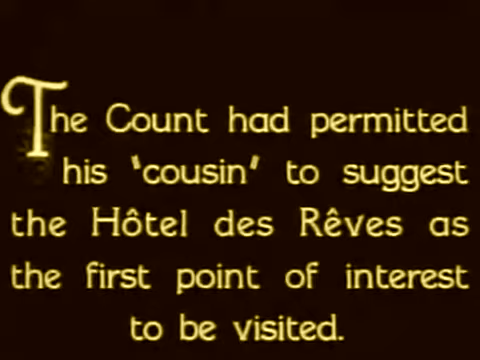 The Count had permitted
his 'cousin' to suggest
the Hôtel des Rêves as
the first point of interest
to be visited.